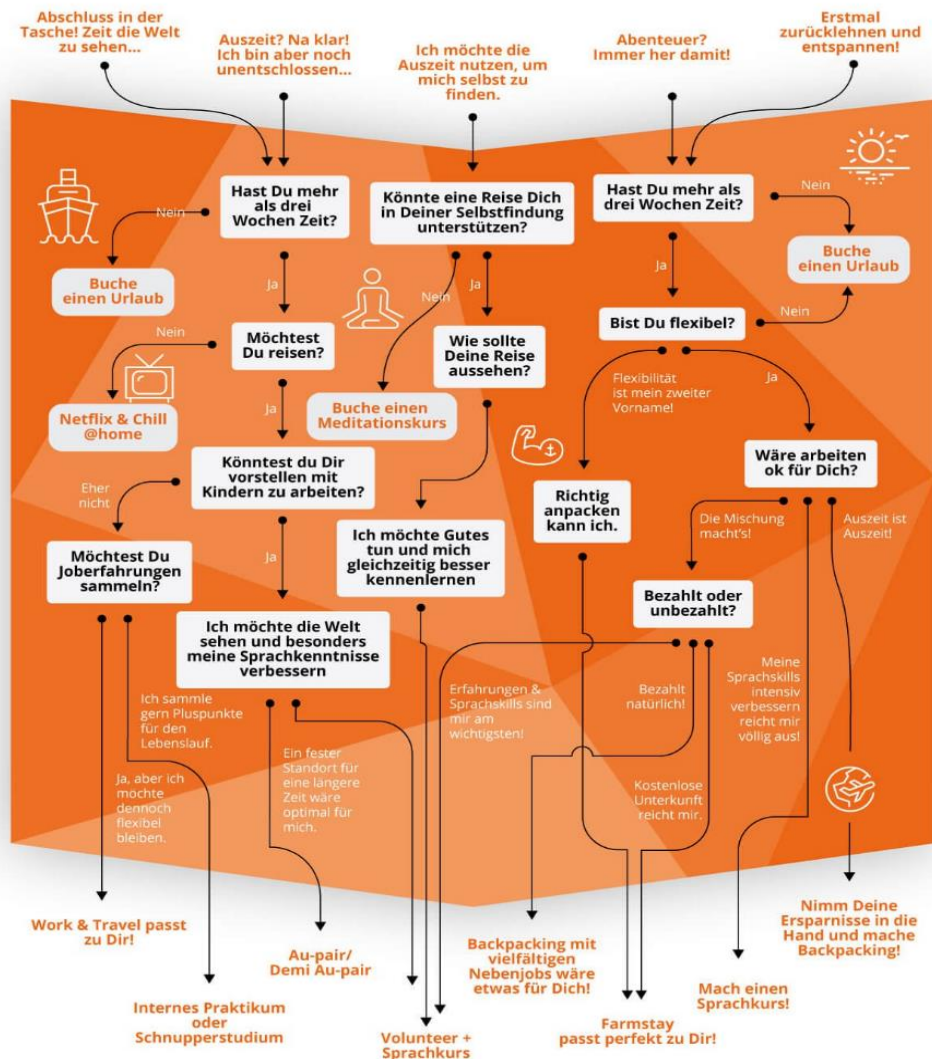 Abschluss in der
Tasche! Zeit die Welt
zu sehen...
Auszeit? Na klar!
Ich bin aber noch
unentschlossen...
Ich möchte die
Auszeit nutzen, um
mich selbst zu
finden.
Abenteuer?
Immer her damit!
Erstmal
zurücklehnen und
entspannen!
Hast Du mehr
als drei
Wochen Zeit?
Könnte eine Reise Dich
in Deiner Selbstfindung
unterstützen?
Hast Du mehr als
drei Wochen Zeit?
Nein
Nein
Buche
einen Urlaub
Buche
einen Urlaub
Ja
Nein
Ja
Ja
Nein
Nein
Möchtest
Du reisen?
Wie sollte
Deine Reise
aussehen?
Bist Du flexibel?
Netflix & Chill
@home
Ja
Buche einen
Meditationskurs
Flexibilität
ist mein zweiter
Vorname!
Ja
Könntest du Dir
vorstellen mit
Kindern zu arbeiten?
Wäre arbeiten
ok für Dich?
Eher
nicht
Richtig
anpacken
kann ich.
Die Mischung
macht's!
Auszeit ist
Auszeit!
Möchtest Du
Joberfahrungen
sammeln?
Ja
Ich möchte Gutes
tun und mich
gleichzeitig besser
kennenlernen
Bezahlt oder
unbezahlt?
Ich möchte die Welt
sehen und besonders
meine Sprachkenntnisse
verbessern
Ich sammle
gern Pluspunkte
für den
Lebenslauf.
Erfahrungen &
Sprachskills sind
mir am
wichtigsten!
Bezahlt
natürlich!
Meine
Sprachskills
intensiv
verbessern
reicht mir
völlig aus!
Ja, aber ich
möchte
dennoch
flexibel
bleiben.
Ein fester
Standort für
eine längere
Zeit wäre
optimal für
mich.
Kostenlose
Unterkunft
reicht mir.
Work & Travel passt
zu Dir!
Internes Praktikum
oder
Schnupperstudium
Au-pair/
Demi Au-pair
Volunteer +
Sprachkurs
Backpacking mit
vielfältigen
Nebenjobs wäre
etwas für Dich!
Farmstay
passt perfekt zu Dir!
Mach einen
Sprachkurs!
Nimm Deine
Ersparnisse in die
Hand und mache
Backpacking!